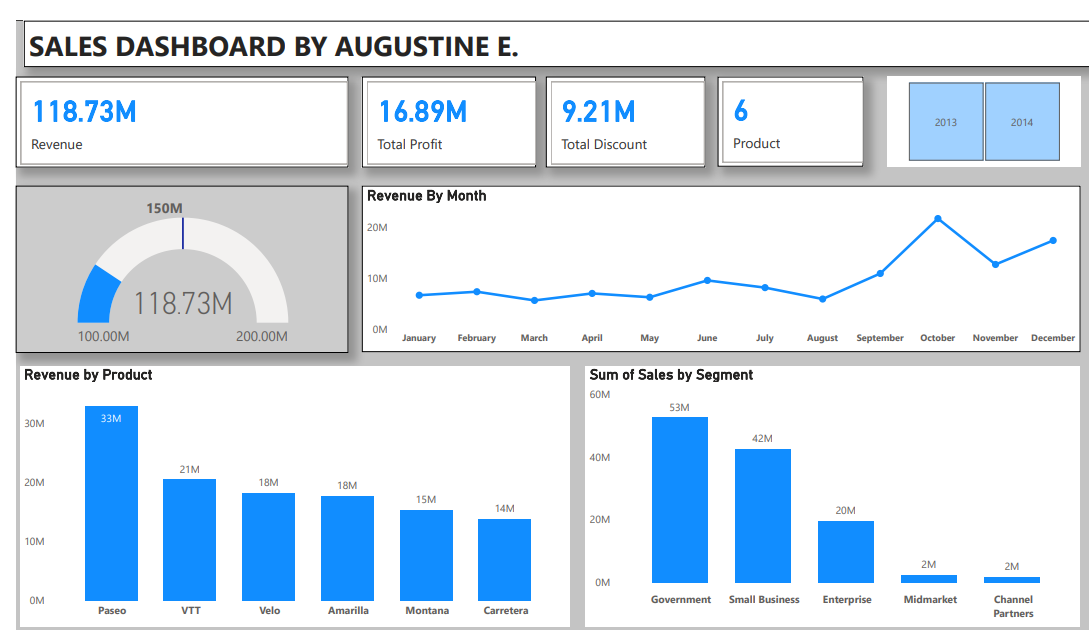 SALES DASHBOARD BY AUGUSTINE E.
118.73M
Revenue
16.89M
Total Profit
9.21M
Total Discount
6
Product
2013
2014
150M
118.73M
100.00M
200.00M
Revenue By Month
20M
10M
0M
January
February
March
April
May
June
July
August
September
October
November
December
Revenue by Product
30M
20M
10M
0M
33M
21M
18M
18M
15M
14M
Paseo
VTT
Velo
Amarilla
Montana
Carretera
Sum of Sales by Segment
60M
40M
20M
0M
53M
42M
20M
2M
2M
Government
Small Business
Enterprise
Midmarket
Channel
Partners